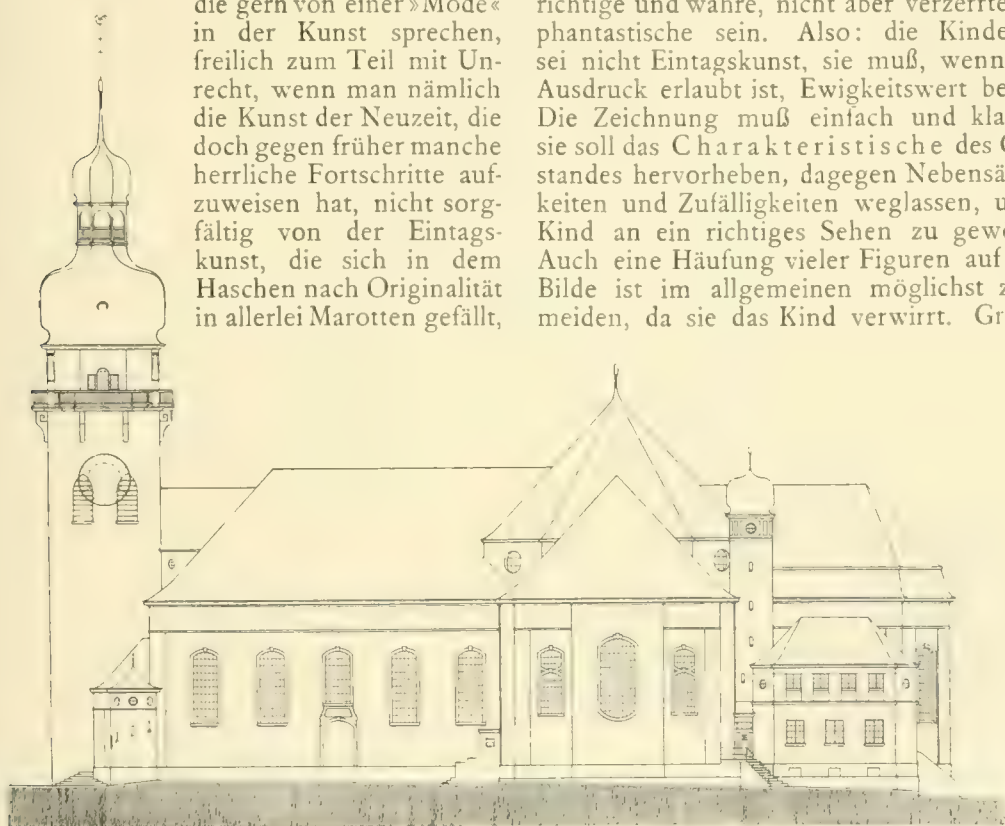 die gern von einer »Mode«
in der Kunst sprechen,
freilich zum Teil mit Un-
recht, wenn man nämlich
die Kunst der Neuzeit, die
doch gegen früher manche
herrliche Fortschritte auf-
zuweisen hat, nicht sorg-
fältig von der Eintags-
kunst, die sich in dem
Haschen nach Originalität
in allerlei Marotten gefällt,
richtige und wahre, nicht aber verzerrte
phantastische sein. Also: die Kinde
sei nicht Eintagskunst, sie muß, wenn
Ausdruck erlaubt ist, Ewigkeitswert be
Die Zeichnung muß einfach und kla
sie soll das Charakteristische des G
standes hervorheben, dagegen Nebensä
keiten und Zufälligkeiten weglassen, u
Kind an ein richtiges Sehen zu gewö
Auch eine Häufung vieler Figuren auf
Bilde ist im allgemeinen möglichst z
meiden, da sie das Kind verwirrt. Gr